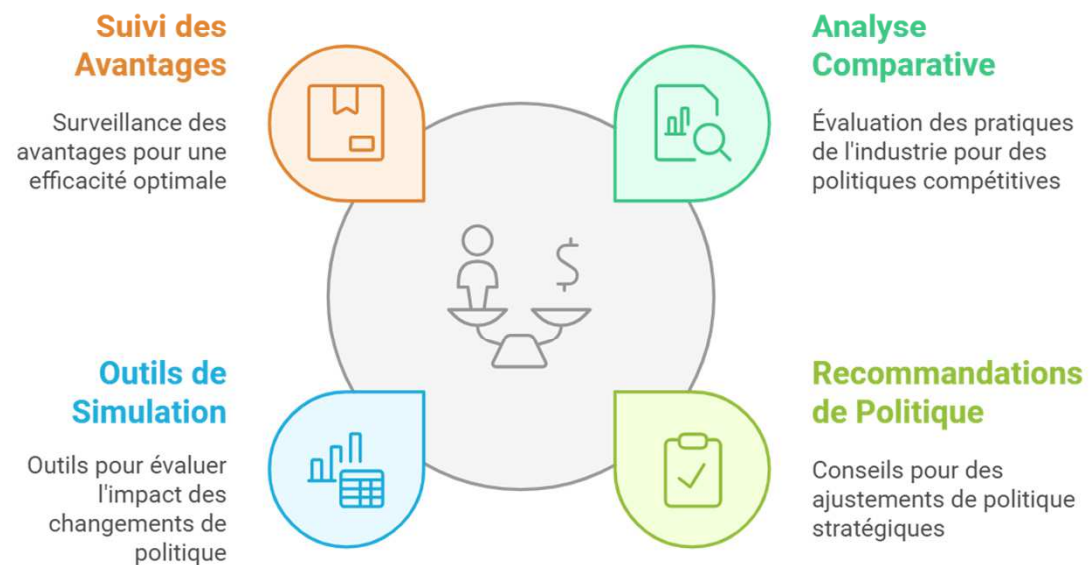 Suivi des
Avantages
Surveillance des
avantages pour une
efficacité optimale
Analyse
Comparative
Évaluation des pratiques
de l'industrie pour des
politiques compétitives
$
Outils de
Simulation
Outils pour évaluer
l'impact des
changements de
politique
Recommandations
de Politique
Conseils pour des
ajustements de politique
stratégiques